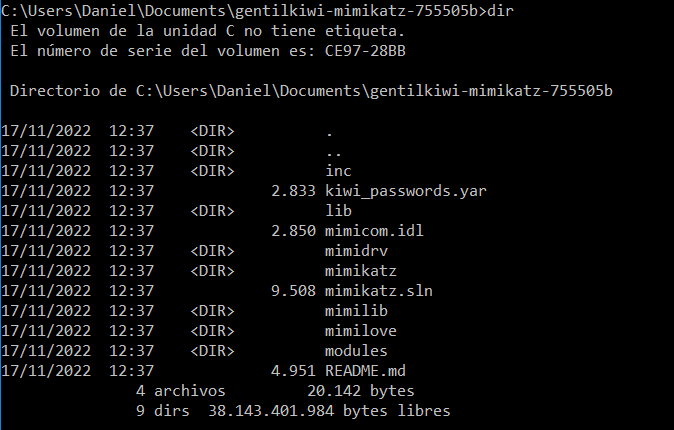 C:\Users\Daniel\Documents\gentilkiwi-mimikatz-755505b>dir
El volumen de la unidad C no tiene etiqueta.
El número de serie del volumen es: CE97-28BB
Directorio de C:\Users\Daniel\Documents\gentilkiwi-mimikatz-755505b
17/11/2022  12:37    <DIR>          .
17/11/2022  12:37    <DIR>          ..
17/11/2022  12:37    <DIR>          inc
17/11/2022  12:37             2.833 kiwi_passwords.yar
17/11/2022  12:37    <DIR>          lib
17/11/2022  12:37             2.850 mimicom.idl
17/11/2022  12:37    <DIR>          mimidrv
17/11/2022  12:37    <DIR>          mimikatz
17/11/2022  12:37             9.508 mimikatz.sln
17/11/2022  12:37    <DIR>          mimilib
17/11/2022  12:37    <DIR>          mimilove
17/11/2022  12:37    <DIR>          modules
17/11/2022  12:37             4.951 README.md
4 archivos         20.142 bytes
9 dirs  38.143.401.984 bytes libres